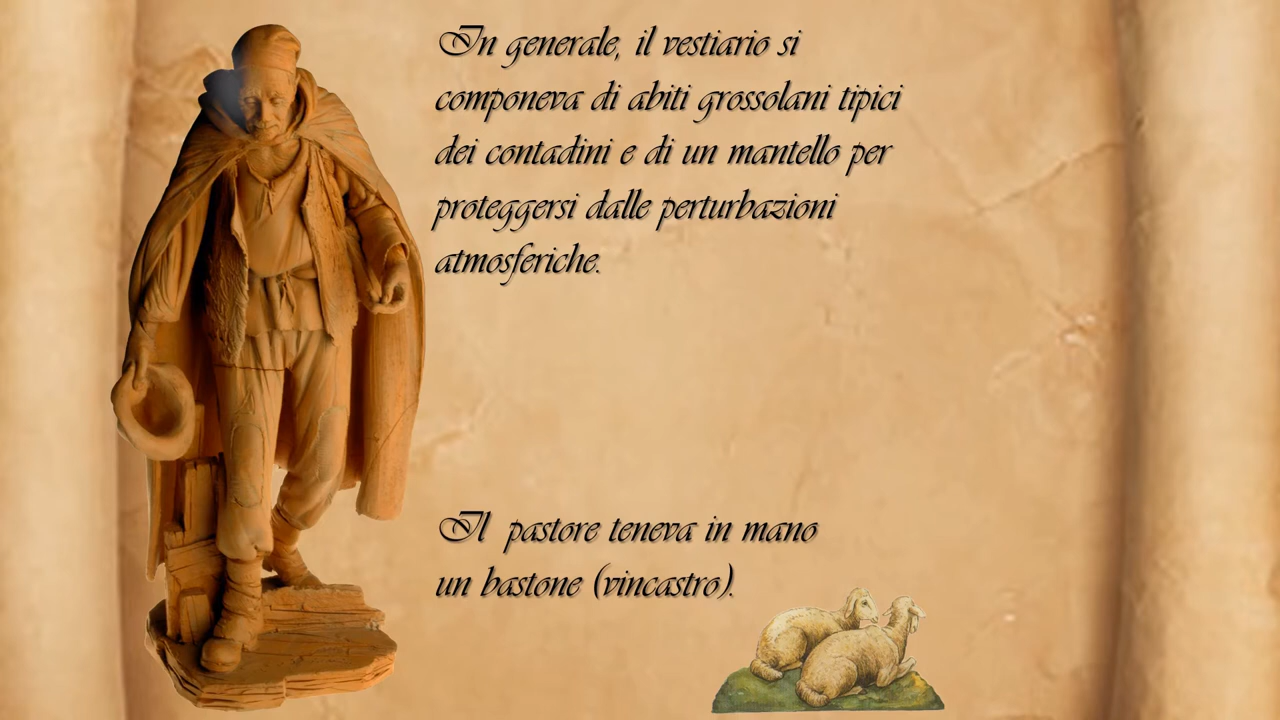 In generale, il vestiario si
componeva di abiti grossolani tipici
dei contadini e di un mantello per
proteggersi dalle perturbazioni
atmosferiche.
Il pastore teneva in mano
un bastone (vincastro).